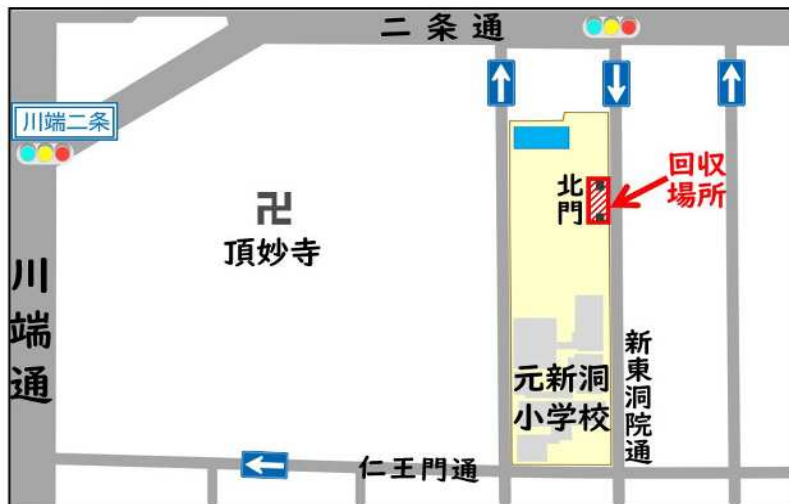 二条通
川端二条
回収
場所
北門
頂妙寺
川端通
元新洞
小学校
新東洞院通
仁王門通